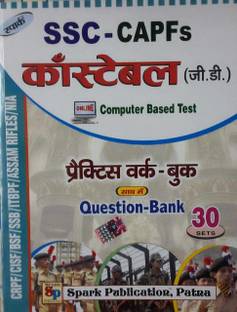 स्पार्क
SSC-CAPFs
कॉंस्टेबल (जी.डी.)
ONLINE
Computer Based Test
प्रैक्टिस वर्क-बुक
साथ में
Question-Bank
30
SETS
CRPF/CISF/BSF/SSB/ITBPF/ASSAM RIFLES/NIA
Sp Spark Publication, Patna